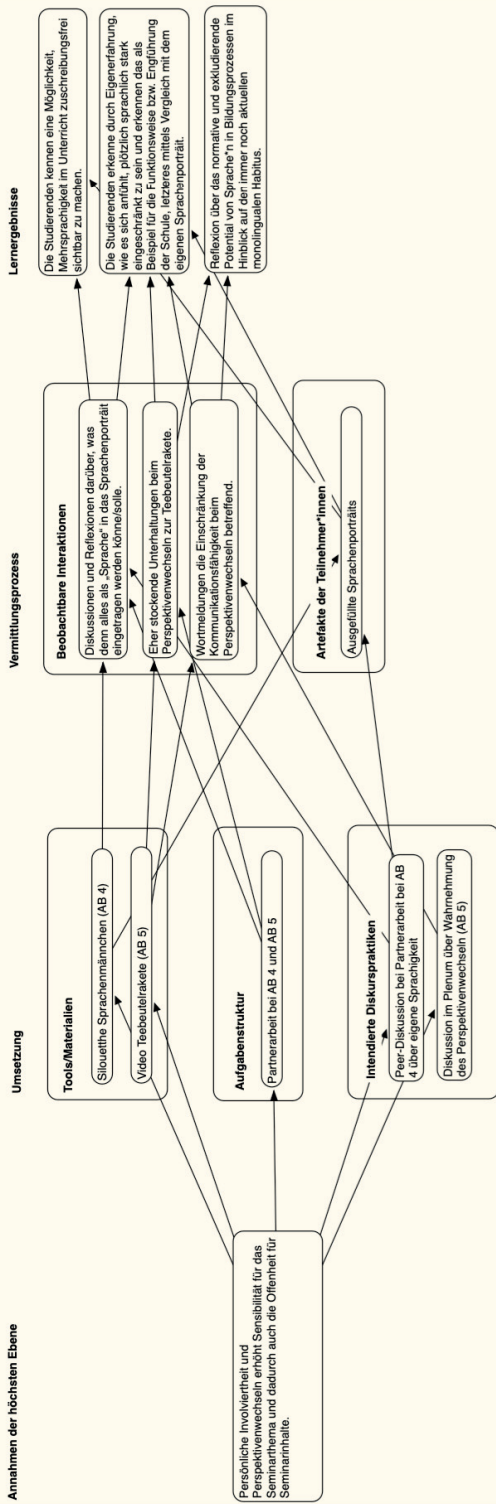 Annahmen der höchsten Ebene
Persönliche Involviertheit und
Perspektivenwechseln erhöht Sensibilität für das
Seminarthema und dadurch auch die Offenheit für
Seminarinhalte.
Umsetzung
Tools/Materialien
Silouetthe Sprachenmännchen (AB 4)
Video Teebeutelrakete (AB 5)
Aufgabenstruktur
Partnerarbeit bei AB 4 und AB 5
Intendierte Diskurspraktiken
Peer-Diskussion bei Partnerarbeit bei AB
4 über eigene Sprachigkeit
Diskussion im Plenum über Wahrnehmung
des Perspektivenwechseln (AB 5)
Vermittlungsprozess
Beobachtbare Interaktionen
Diskussionen und Reflexionen darüber, was
denn alles als „Sprache“ in das Sprachenporträit
eingetragen werden könne/solle.
Eher stockende Unterhaltungen beim
Perspektivenwechseln zur Teebeutelrakete.
Wortmeldungen die Einschränkung der
Kommunikationsfähigkeit beim
Perspektivenwechseln betreffend.
Artefakte der Teilnehmer*innen
Ausgefüllte Sprachenporträits
Lernergebnisse
Die Studierenden kennen eine Möglichkeit,
Mehrsprachigkeit im Unterricht zuschreibungsfrei
sichtbar zu machen.
Die Studierenden erkenne durch Eigenerfahrung,
wie es sich anfühlt, plötzlich sprachlich stark
eingeschränkt zu sein und erkennen das als
Beispiel für die Funktionsweise bzw. Engführung
der Schule, letzteres mittels Vergleich mit dem
eigenen Sprachenporträit.
Reflexion über das normative und exkludierende
Potential von Sprache*n in Bildungsprozessen im
Hinblick auf den immer noch aktuellen
monolingualen Habitus.